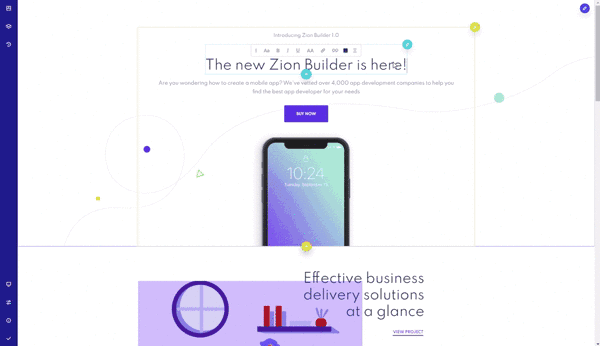 Introducing Zion Builder 1.0
Aa B I U AA 99
The new Zion Builder is here!
Are you wondering how to create a mobile app? We've vetted over 4,000 app development companies to help you
find the best app developer for your needs
BUY NOW
10:24
Tuesday, September
Effective business
delivery solutions
at a glance
VIEW PROJECT